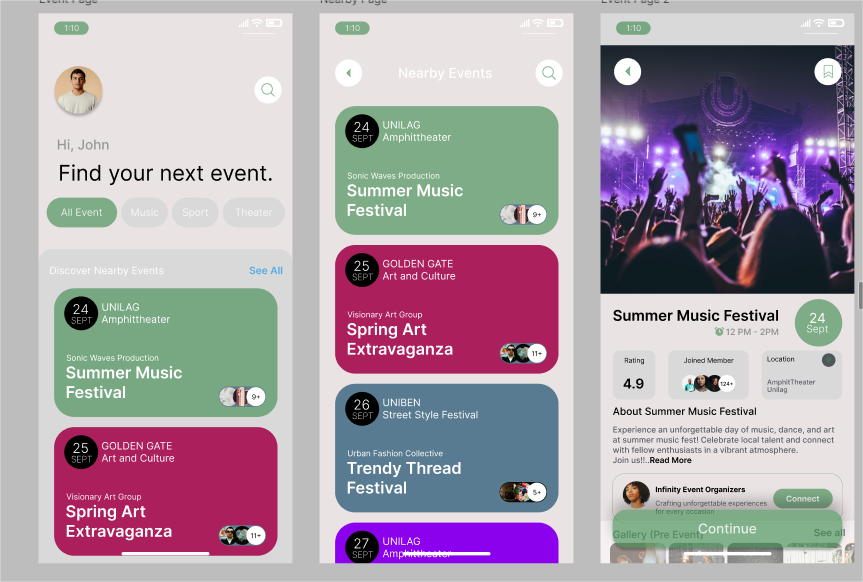 Event Page
1:10
Hi, John
Find your next event.
All Event
Music
Sport
Theater
Discover Nearby Events
See All
24
SEPT
UNILAG
Amphittheater
Sonic Waves Production
Summer Music
Festival
9+
25
SEPT
GOLDEN GATE
Art and Culture
Visionary Art Group
Spring Art
Extravaganza
11+
Nearby Page
1:10
Nearby Events
24
SEPT
UNILAG
Amphittheater
Sonic Waves Production
Summer Music
Festival
9+
25
SEPT
GOLDEN GATE
Art and Culture
Visionary Art Group
Spring Art
Extravaganza
11+
26
SEPT
UNIBEN
Street Style Festival
Urban Fashion Collective
Trendy Thread
Festival
5+
27
SEPT
UNILAG
Amphittheater
Event Page 2
1:10
Summer Music Festival
12 PM - 2PM
24
Sept
Rating
4.9
Joined Member
124+
Location
AmphitTheater
Unilag
About Summer Music Festival
Experience an unforgettable day of music, dance, and art
at summer music fest! Celebrate local talent and connect
with fellow enthusiasts in a vibrant atmosphere.
Join us!!..Read More
Infinity Event Organizers
Crafting unforgettable experiences
for every occasion
Connect
Continue
Gallery (Pre Event)
See all